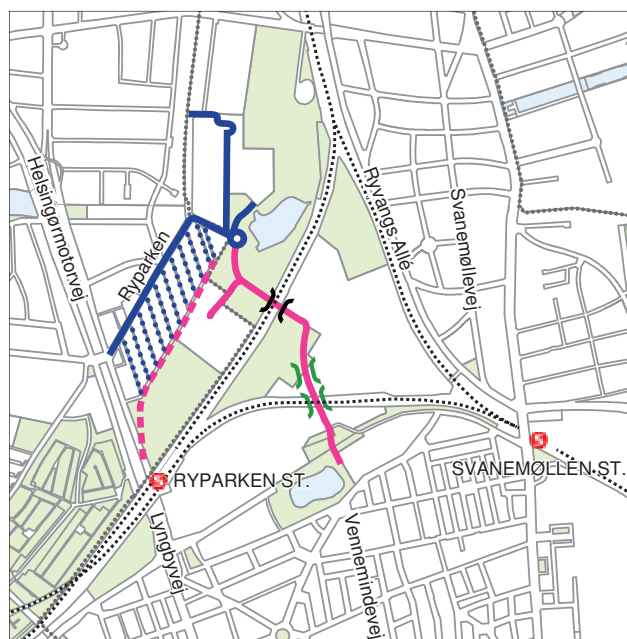 Helsingørmotorvej
Ryparken
Ryvangs Allé
Svanemøllevej
SVANEMØLLEN ST.
RYPARKEN ST.
Lyngbyvej
Vennemindevej